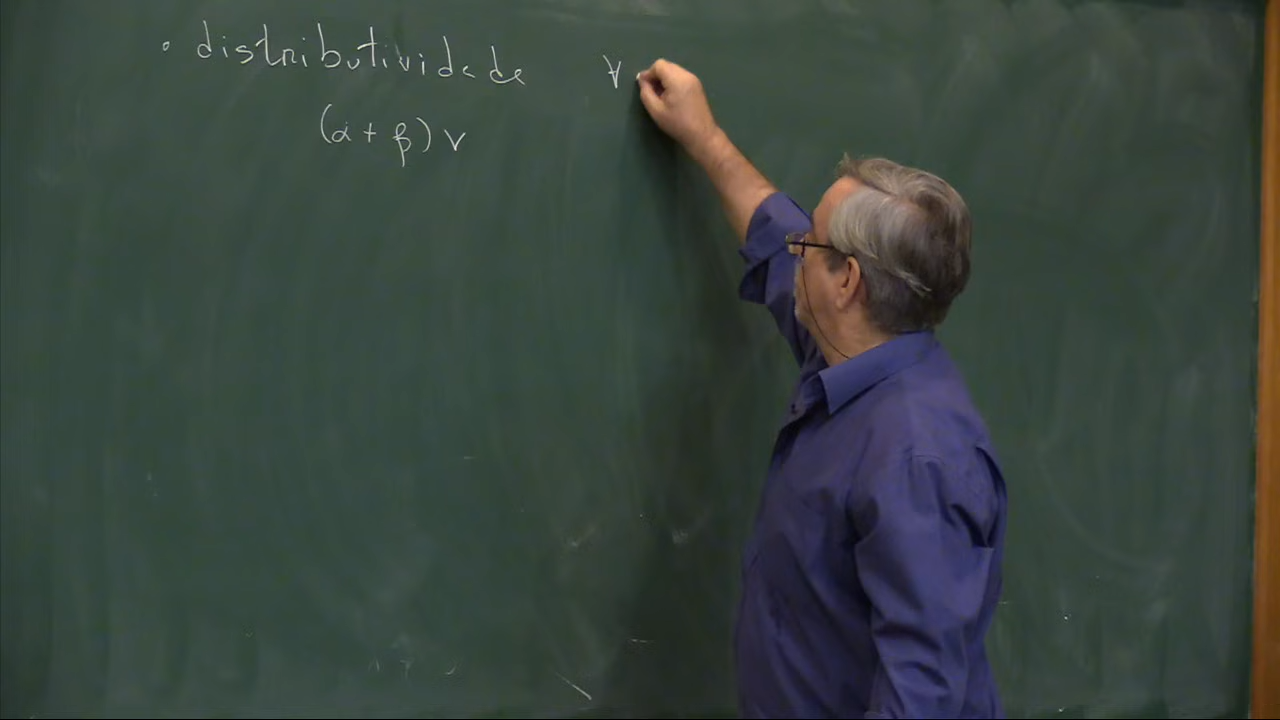 • distributividade ∀
(α + β) v